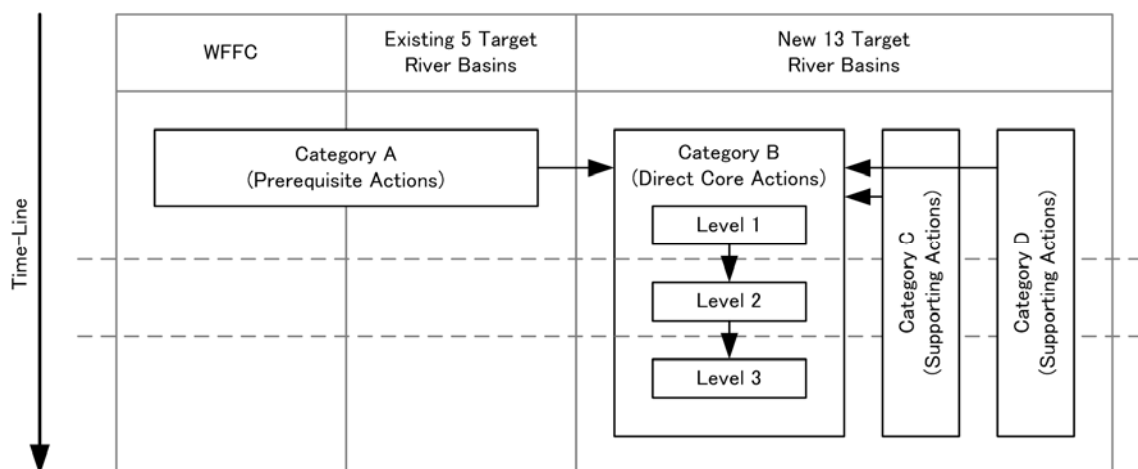 WFFC
Existing 5 Target
River Basins
New 13 Target
River Basins
Time-Line
Category A
(Prerequisite Actions)
Category B
(Direct Core Actions)
Level 1
Level 2
Level 3
Category C
(Supporting Actions)
Category D
(Supporting Actions)